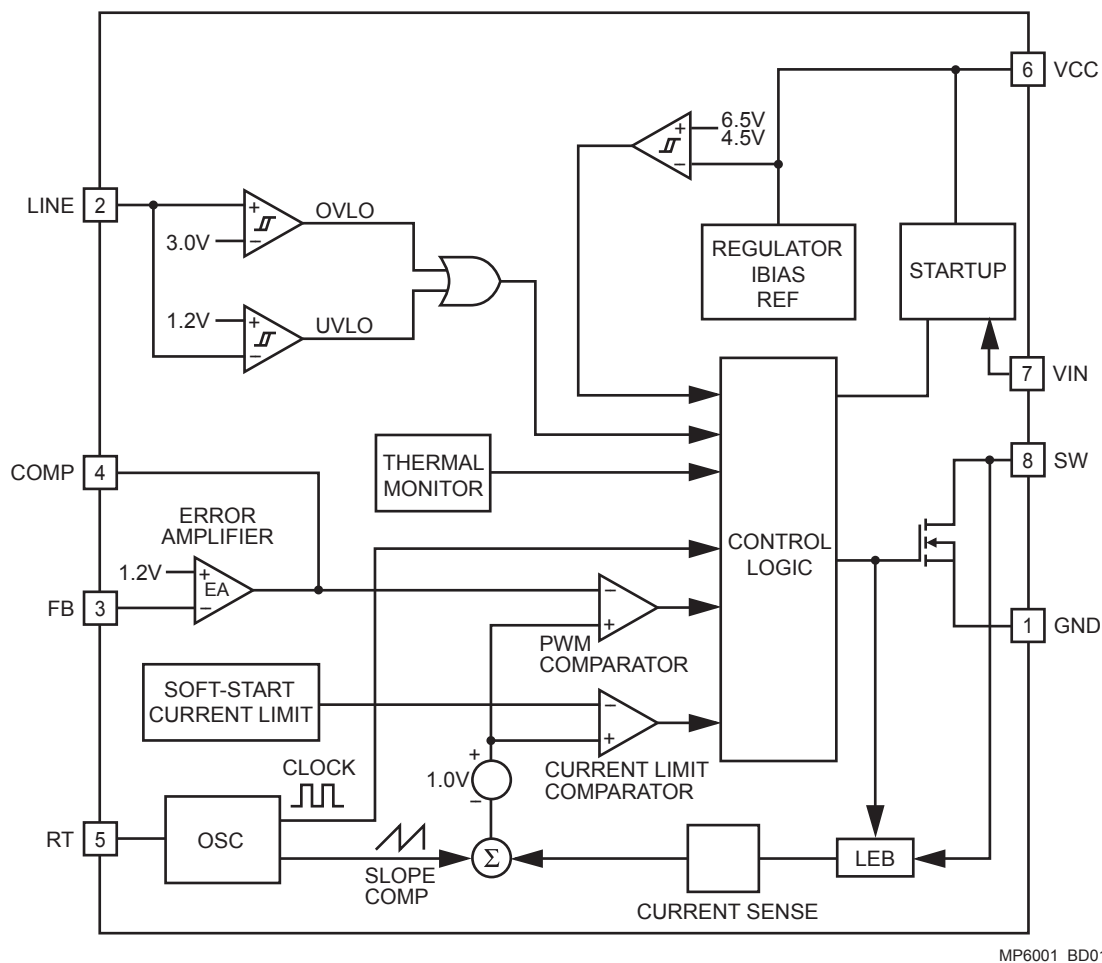 6 VCC
6.5V
4.5V
+
−
LINE 2
+
OVLO
3.0V
−
REGULATOR
IBIAS
REF
STARTUP
1.2V
+
UVLO
−
7 VIN
COMP 4
THERMAL
MONITOR
8 SW
ERROR
AMPLIFIER
CONTROL
LOGIC
1.2V
+
EA
−
FB 3
−
+
PWM
COMPARATOR
1 GND
SOFT-START
CURRENT LIMIT
−
+
CURRENT LIMIT
COMPARATOR
+
1.0V
−
CLOCK
RT 5
OSC
Σ
LEB
SLOPE
COMP
CURRENT SENSE
MP6001_BD01